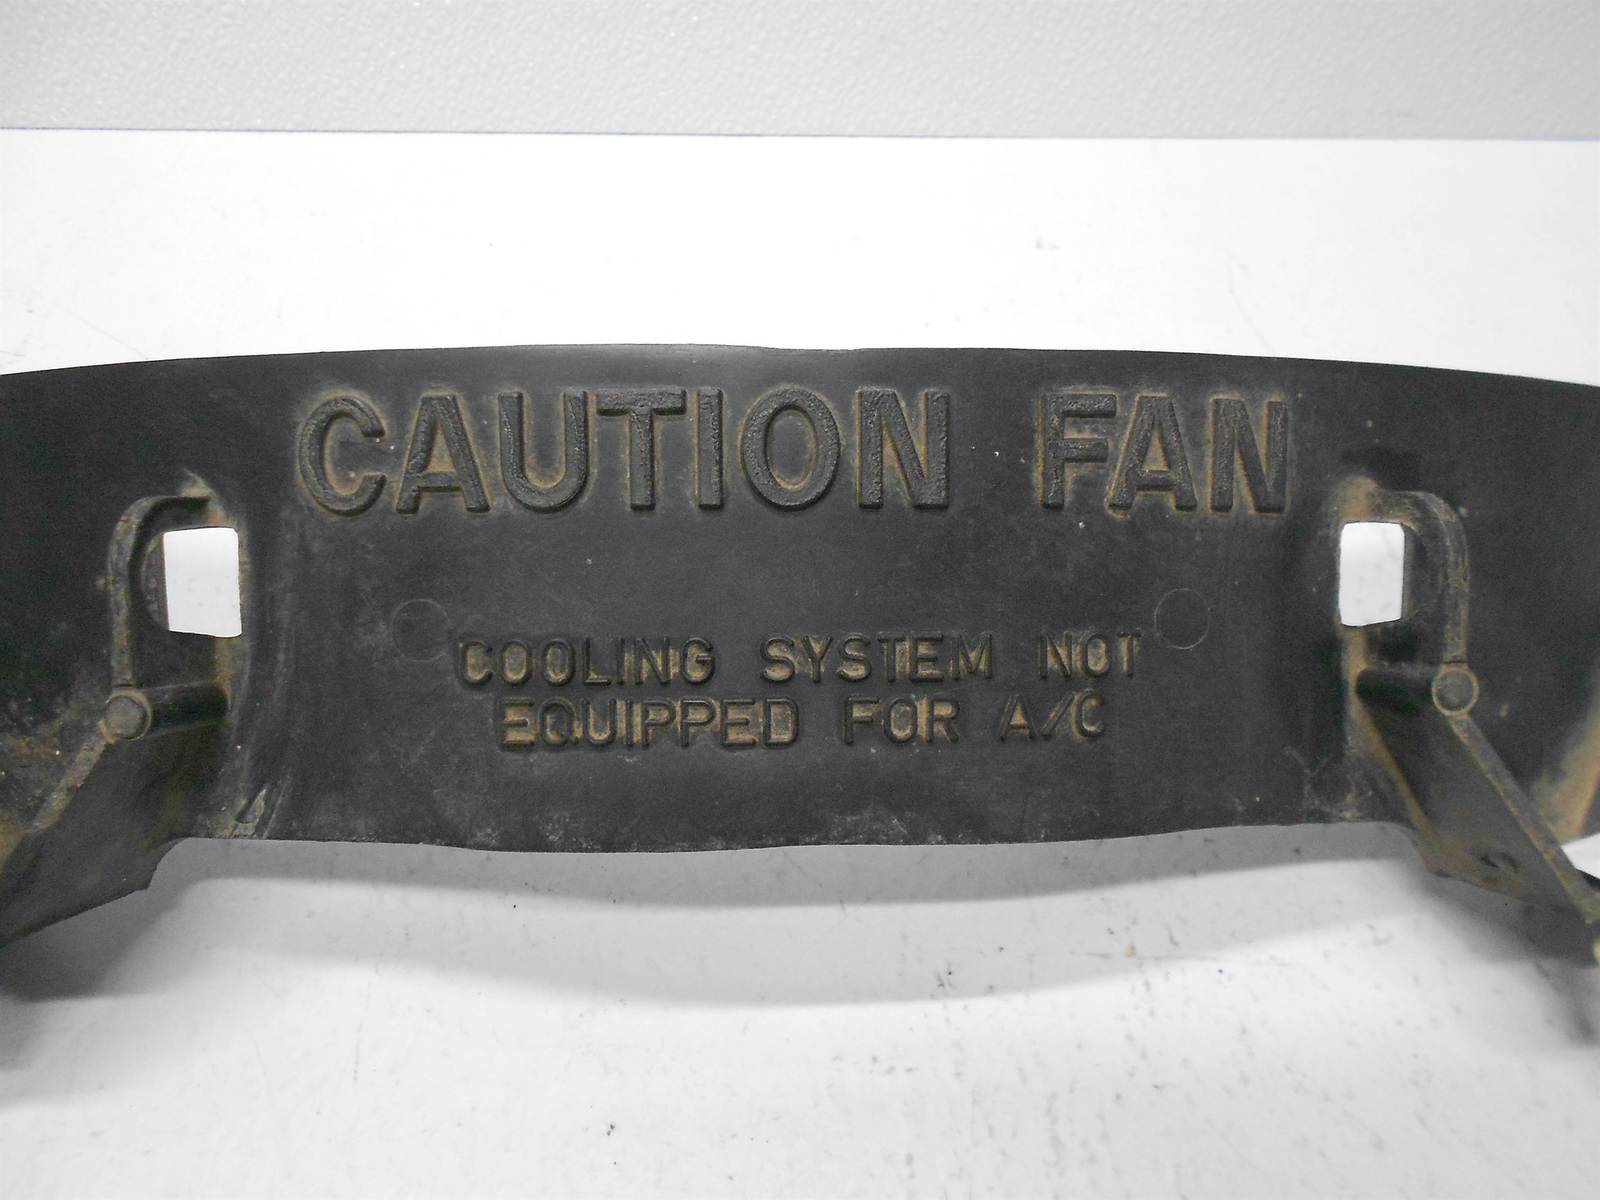 CAUTION FAN
COOLING SYSTEM NOT
EQUIPPED FOR A/C